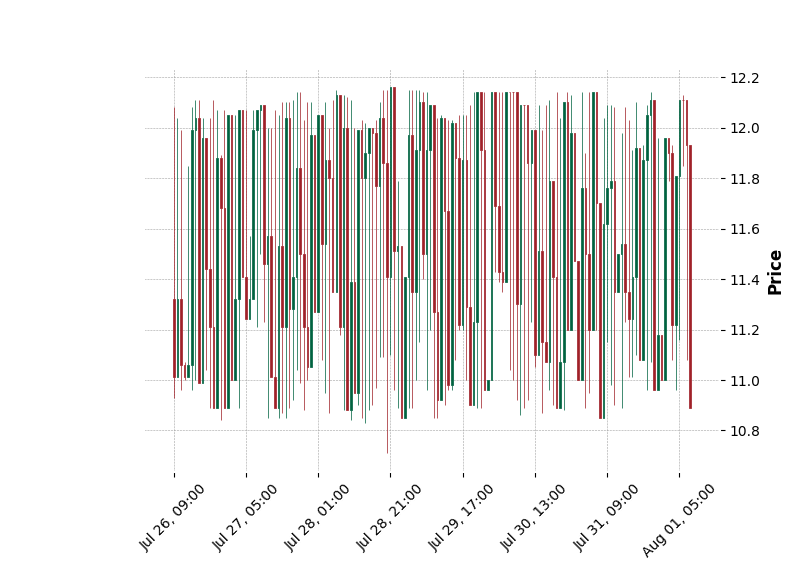 12.2
12.0
11.8
11.6
11.4
11.2
11.0
10.8
Price
Jul 26, 09:00
Jul 27, 05:00
Jul 28, 01:00
Jul 28, 21:00
Jul 29, 17:00
Jul 30, 13:00
Jul 31, 09:00
Aug 01, 05:00